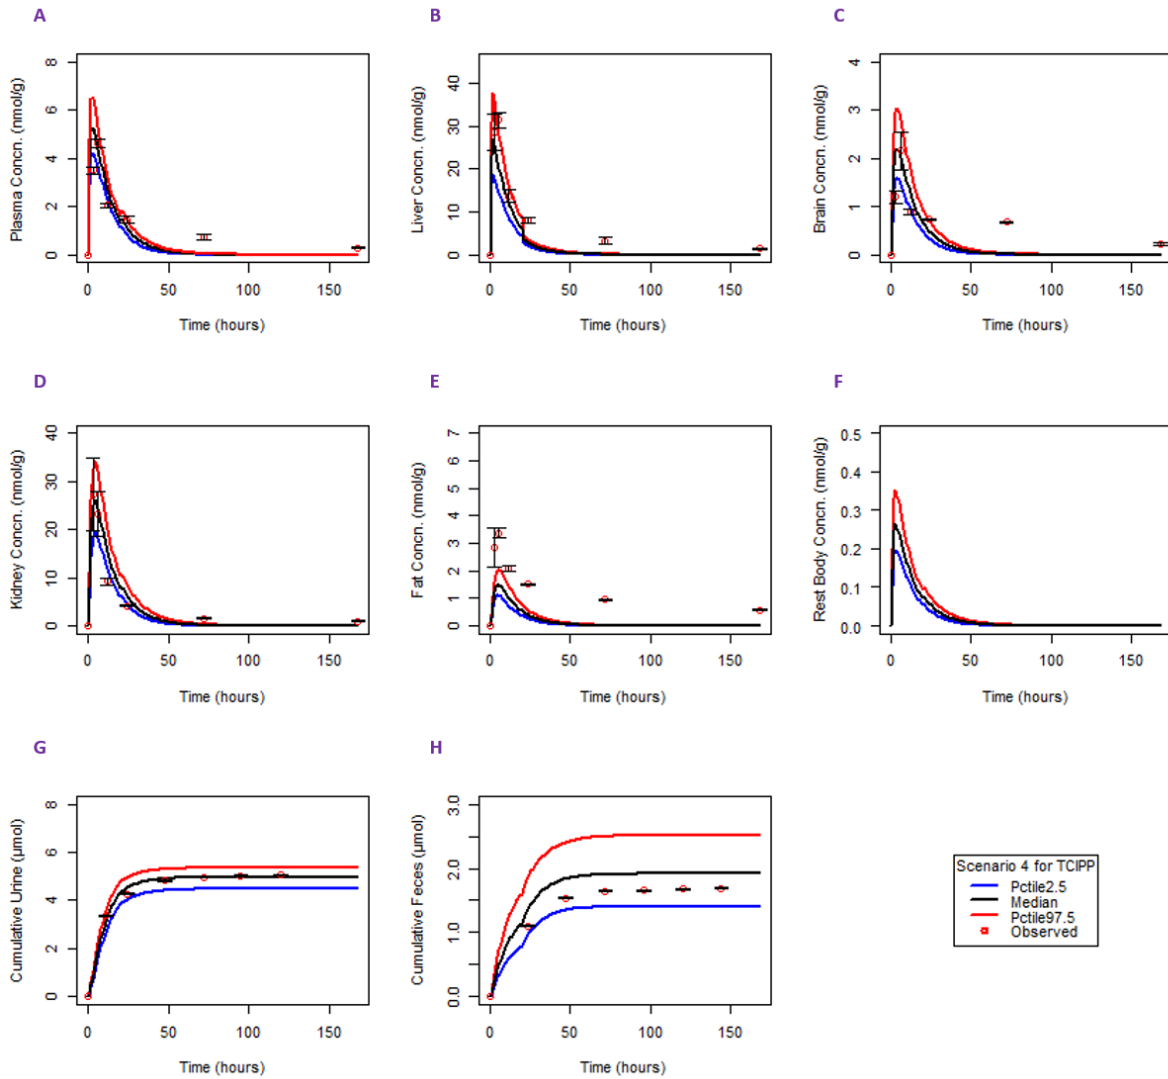 A
B
C
Plasma Concn. (nmol/g)
0 2 4 6 8
0 50 100 150
Time (hours)
Liver Concn. (nmol/g)
0 10 20 30 40
0 50 100 150
Time (hours)
Brain Concn. (nmol/g)
0 1 2 3 4
0 50 100 150
Time (hours)
D
E
F
Kidney Concn. (nmol/g)
0 10 20 30 40
0 50 100 150
Time (hours)
Fat Concn. (nmol/g)
0 1 2 3 4 5 6 7
0 50 100 150
Time (hours)
Rest Body Concn. (nmol/g)
0.0 0.1 0.2 0.3 0.4 0.5
0 50 100 150
Time (hours)
G
H
Cumulative Urine (µmol)
0 2 4 6 8
0 50 100 150
Time (hours)
Cumulative Feces (µmol)
0.0 1.0 2.0 3.0
0 50 100 150
Time (hours)
Scenario 4 for TCIPP
Pctile2.5
Median
Pctile97.5
Observed